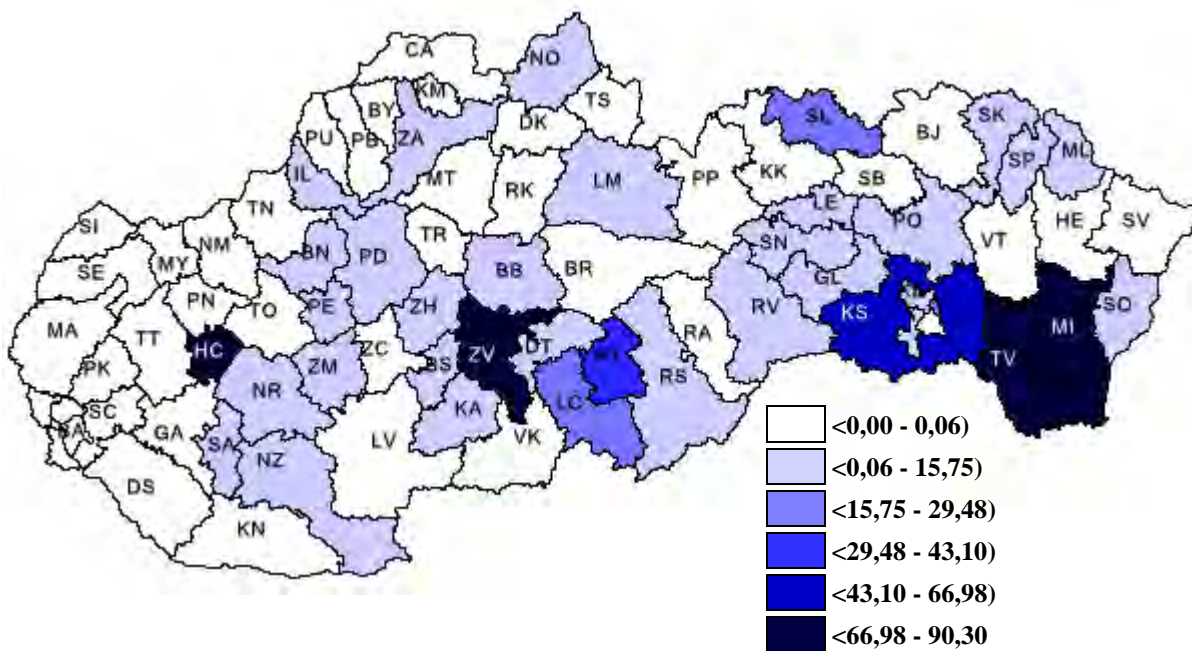 CA
NO
KM
TS
BY
DK
PU
PB
ZA
SL
BJ
SK
SP
ML
IL
MT
RK
LM
PP
KK
SB
TN
LE
PO
HE
SV
SI
NM
TR
SN
VT
BN
PD
SE
MY
BB
BR
GL
PN
TO
PE
ZH
RV
KS
SO
MA
TT
HC
ZC
ZV
DT
RA
MI
TV
PK
ZM
BS
RS
NR
KA
LC
SC
GA
SA
LV
VK
NZ
DS
KN
<0,00 - 0,06)
<0,06 - 15,75)
<15,75 - 29,48)
<29,48 - 43,10)
<43,10 - 66,98)
<66,98 - 90,30